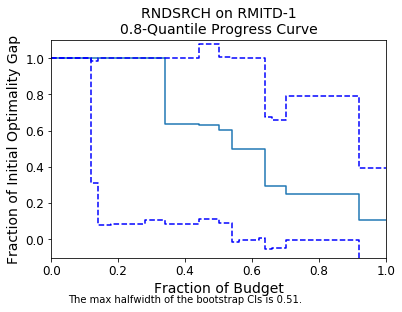 RNDSRCH on RMITD-1
0.8-Quantile Progress Curve
Fraction of Initial Optimality Gap
1.0
0.8
0.6
0.4
0.2
0.0
0.0 0.2 0.4 0.6 0.8 1.0
Fraction of Budget
The max halfwidth of the bootstrap CIs is 0.51.